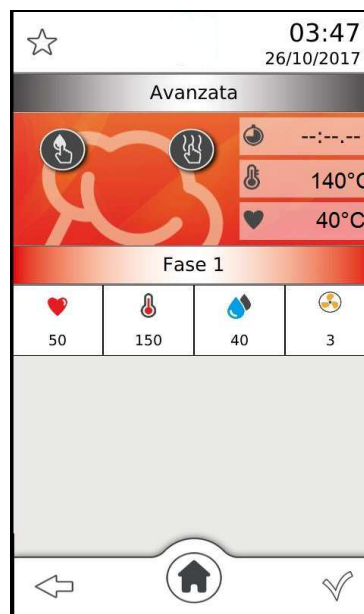 03:47
26/10/2017
Avanzata
--:--.--
140°C
40°C
Fase 1
50 150 40 3